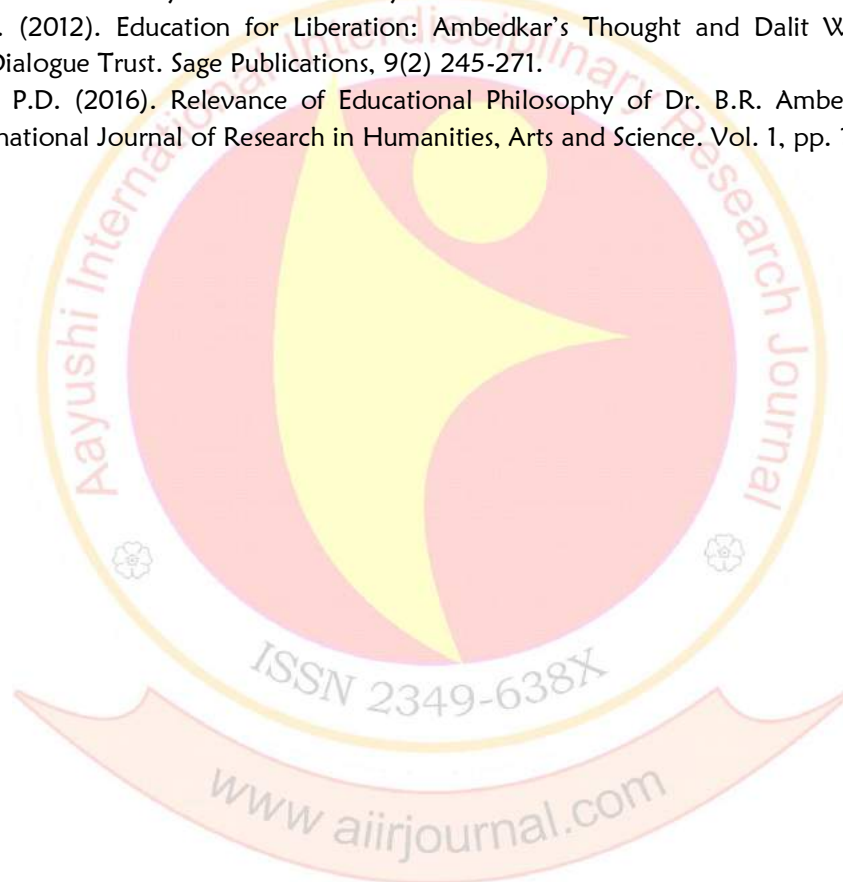 . (2012). Education for Liberation: Ambedkar's Thought and Dalit W
Dialogue Trust. Sage Publications, 9(2) 245-271.
P.D. (2016). Relevance of Educational Philosophy of Dr. B.R. Ambe
national Journal of Research in Humanities, Arts and Science. Vol. 1, pp. 1
Aayushi International Interdisciplinary Research Journal
ISSN 2349-638X
www aiirjournal.com